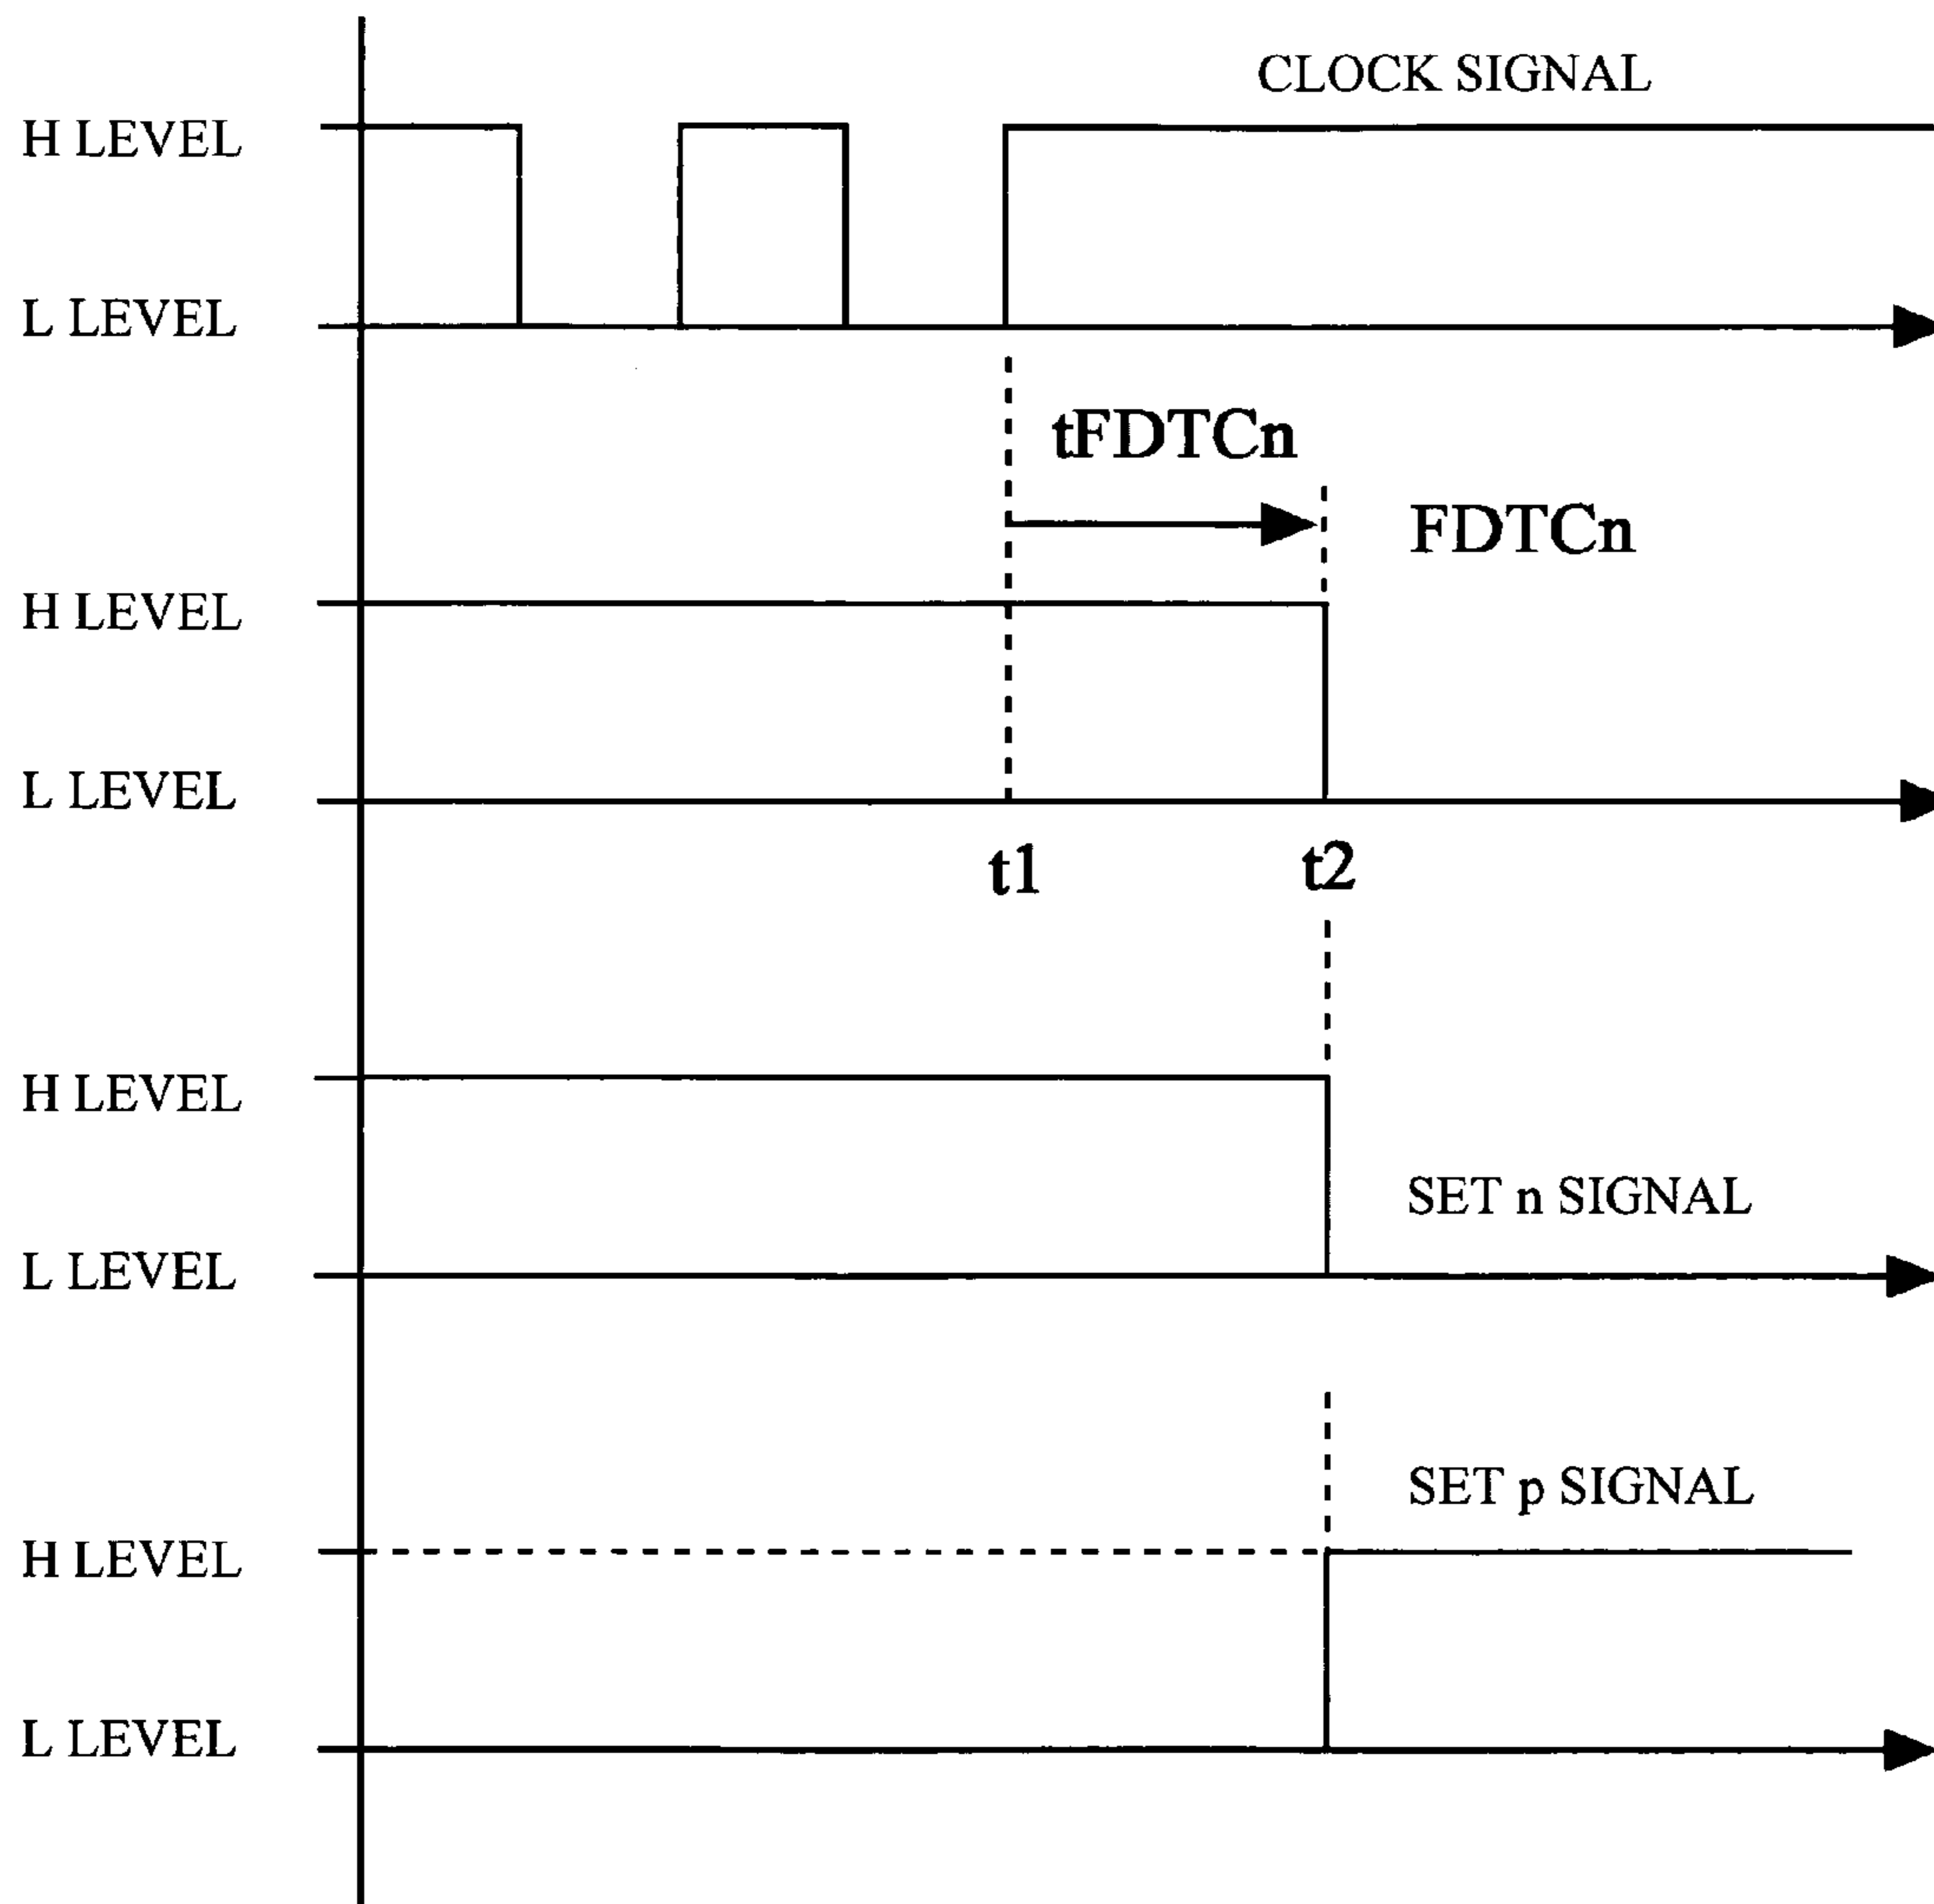 CLOCK SIGNAL
H LEVEL
L LEVEL
tFDTCn
FDTCn
H LEVEL
L LEVEL
t1 t2
H LEVEL
SET n SIGNAL
L LEVEL
SET p SIGNAL
H LEVEL
L LEVEL